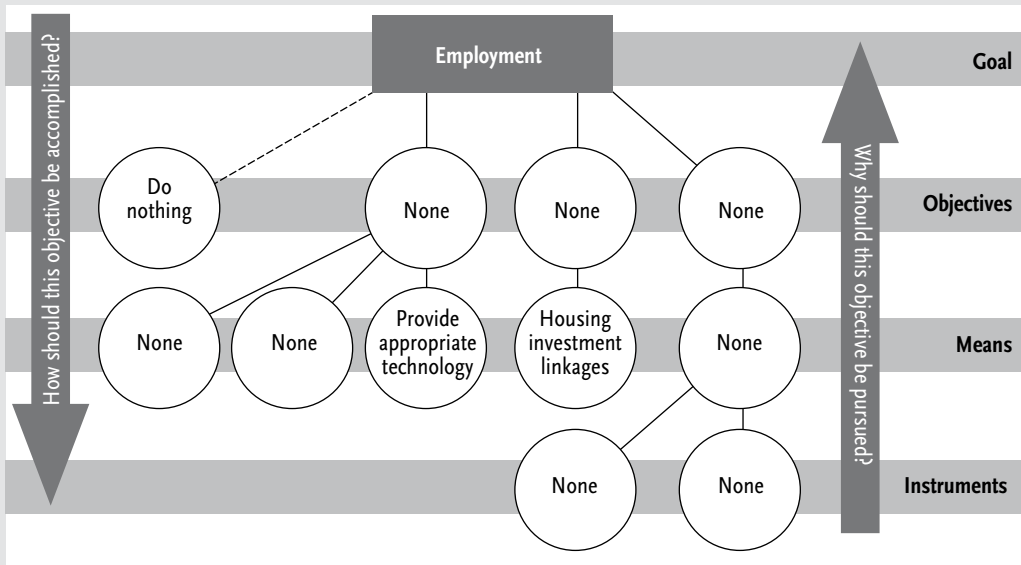 How should this objective be accomplished?
Employment
Goal
Do
nothing
None
None
None
Objectives
None
None
Provide
appropriate
technology
Housing
investment
linkages
None
Means
None
None
Instruments
Why should this objective be pursued?